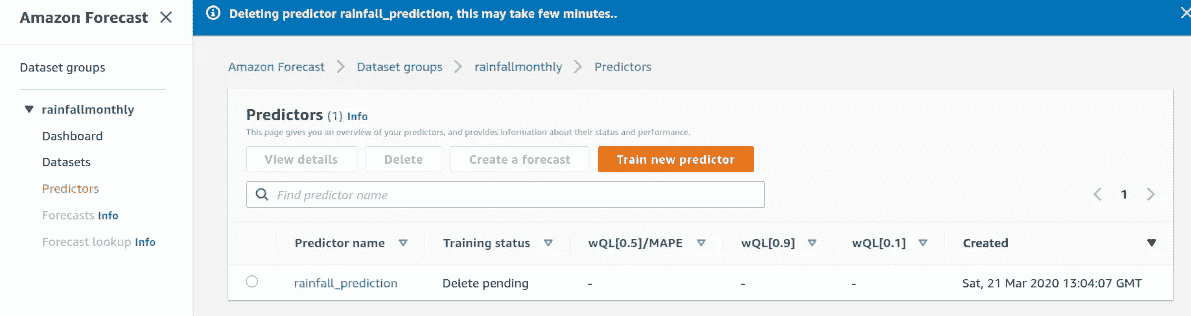 Amazon Forecast
Deleting predictor rainfall_prediction, this may take few minutes..
Dataset groups
rainfallmonthly
Dashboard
Datasets
Predictors
Forecasts Info
Forecast lookup Info
Amazon Forecast > Dataset groups > rainfallmonthly > Predictors
Predictors (1) Info
This page gives you an overview of your predictors, and provides information about their status and performance.
View details Delete Create a forecast Train new predictor
Find predictor name
1
Predictor name Training status wQL[0.5]/MAPE wQL[0.9] wQL[0.1] Created
rainfall_prediction Delete pending - - - Sat, 21 Mar 2020 13:04:07 GMT